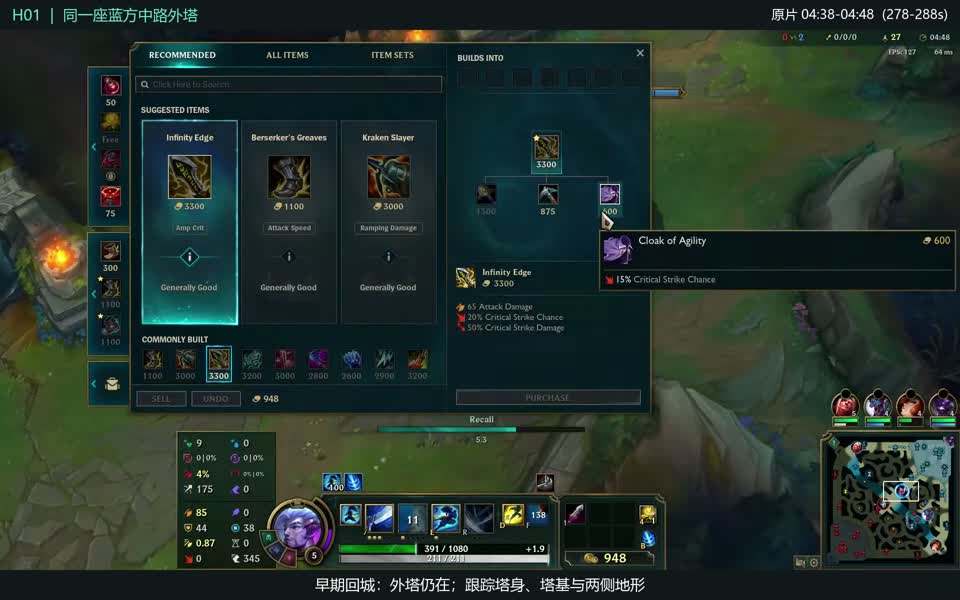 H01 | 同一座蓝方中路外塔
原片 04:38-04:48 (278-288s)
0 vs 2
0/0/0
27
04:48
FPS: 127
64 ms
RECOMMENDED
ALL ITEMS
ITEM SETS
BUILDS INTO
Click Here to Search
SUGGESTED ITEMS
Infinity Edge
Berserker's Greaves
Kraken Slayer
3300
1100
3000
Amp Crit
Attack Speed
Ramping Damage
Generally Good
Generally Good
Generally Good
50
Free
0
75
300
1100
1100
3300
1300
875
600
Cloak of Agility
600
15% Critical Strike Chance
Infinity Edge
3300
65 Attack Damage
20% Critical Strike Chance
50% Critical Strike Damage
COMMONLY BUILT
1100
3000
3300
3200
3000
2800
2600
2900
3200
SELL
UNDO
948
PURCHASE
Recall
5.3
9
0
0|0%
0|0%
4%
0%|0%
175
0
85
0
44
38
0.87
0
0
345
400
11
E
R
D
138
F
5
391 / 1080
+1.9
211 / 211
1
4
B
948
早期回城：外塔仍在；跟踪塔身、塔基与两侧地形